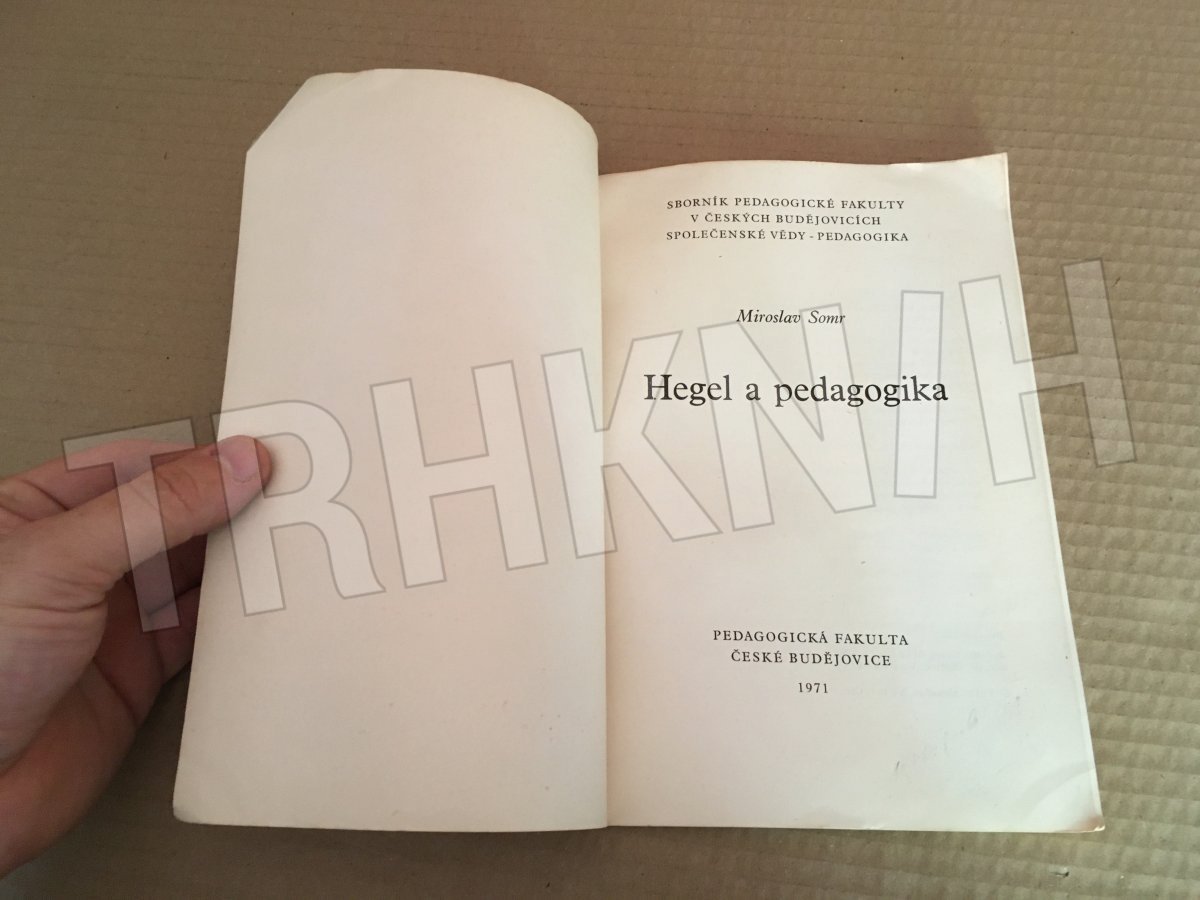 SBORNÍK PEDAGOGICKÉ FAKULTY
V ČESKÝCH BUDĚJOVICÍCH
SPOLEČENSKÉ VĚDY - PEDAGOGIKA
Miroslav Somr
Hegel a pedagogika
TRHKNIH
PEDAGOGICKÁ FAKULTA
ČESKÉ BUDĚJOVICE
1971